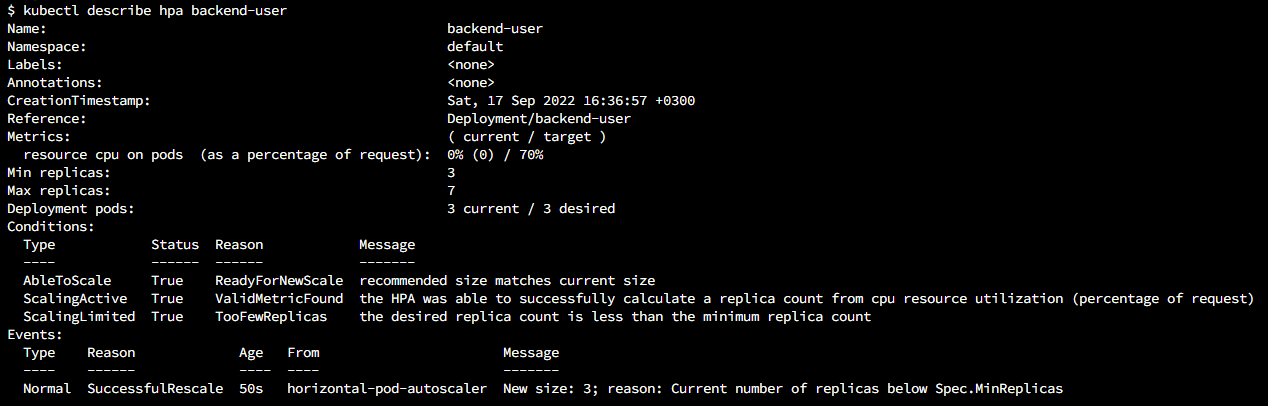 $ kubectl describe hpa backend-user
Name:                                                  backend-user
Namespace:                                             default
Labels:                                                <none>
Annotations:                                           <none>
CreationTimestamp:                                     Sat, 17 Sep 2022 16:36:57 +0300
Reference:                                             Deployment/backend-user
Metrics:                                               ( current / target )
  resource cpu on pods  (as a percentage of request):  0% (0) / 70%
Min replicas:                                          3
Max replicas:                                          7
Deployment pods:                                       3 current / 3 desired
Conditions:
  Type            Status  Reason            Message
  ----            ------  ------            -------
  AbleToScale     True    ReadyForNewScale  recommended size matches current size
  ScalingActive   True    ValidMetricFound  the HPA was able to successfully calculate a replica count from cpu resource utilization (percentage of request)
  ScalingLimited  True    TooFewReplicas    the desired replica count is less than the minimum replica count
Events:
  Type    Reason             Age   From                       Message
  ----    ------             ----  ----                       -------
  Normal  SuccessfulRescale  50s   horizontal-pod-autoscaler  New size: 3; reason: Current number of replicas below Spec.MinReplicas